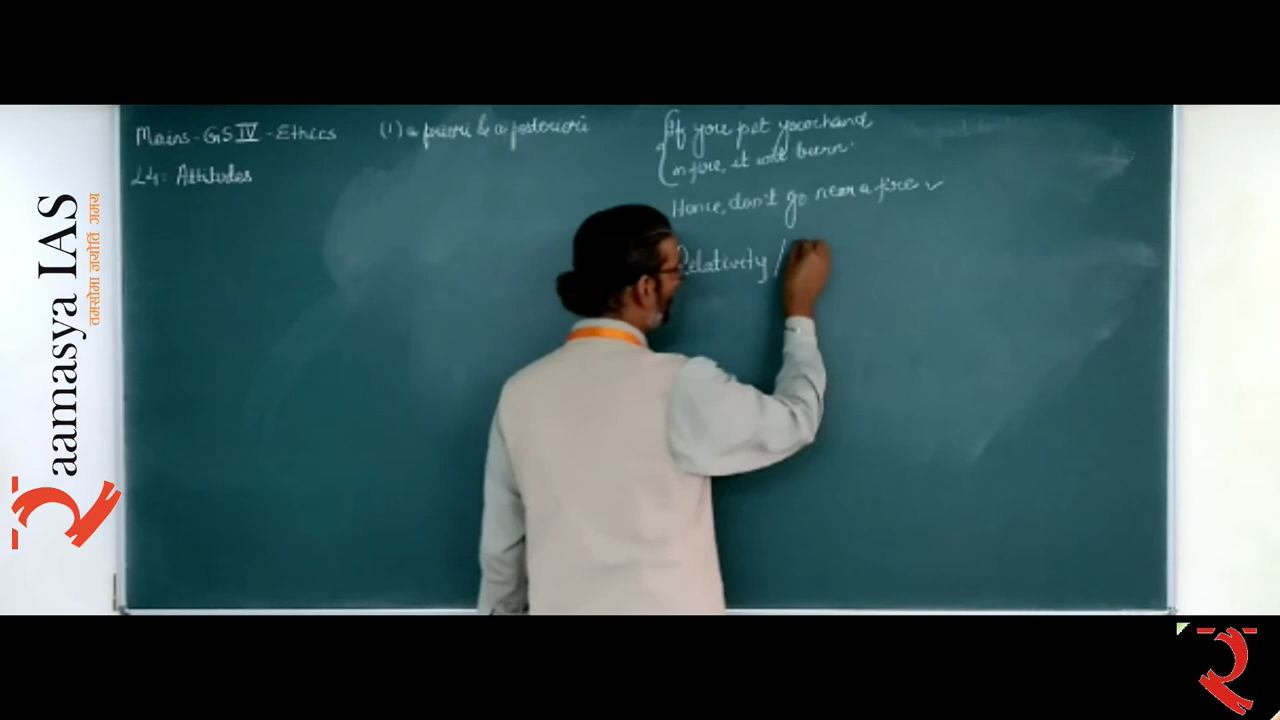 Mains - GS IV - Ethics
L4: Attitudes
(1) a priori & a posteriori
If you put your hand
in fire, it will burn.
Hence, don't go near a fire ✓
Relativity /
Raamasya IAS